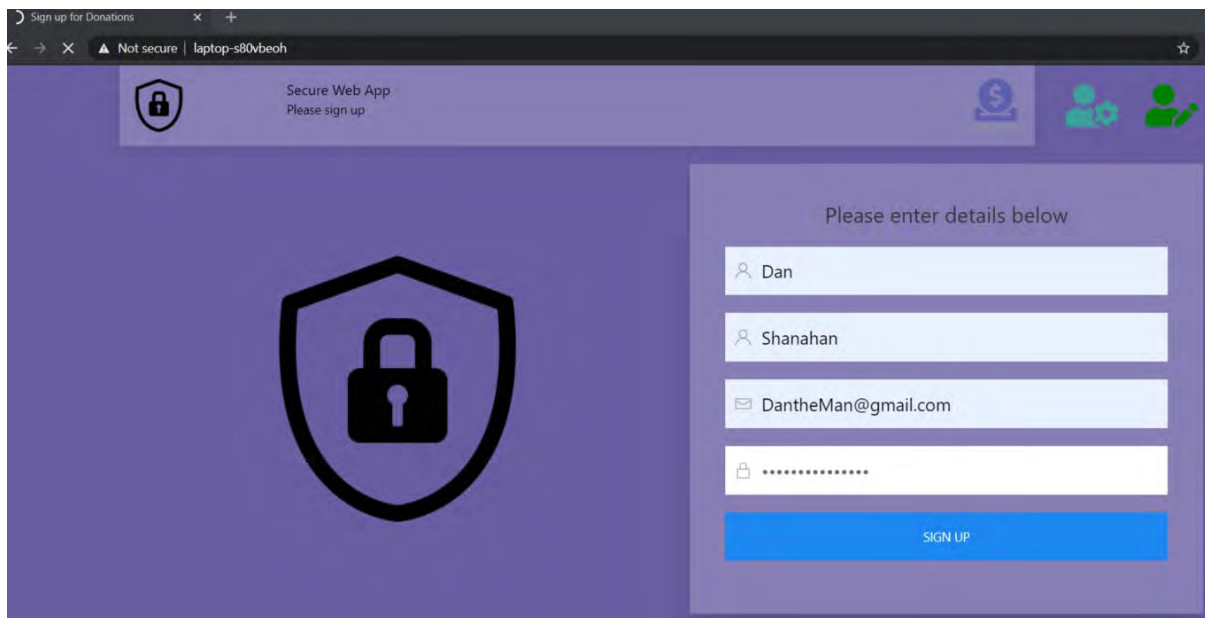 Sign up for Donations
Not secure | laptop-s80vbeoh
Secure Web App
Please sign up
Please enter details below
Dan
Shanahan
DantheMan@gmail.com
•••••••••••••••
SIGN UP